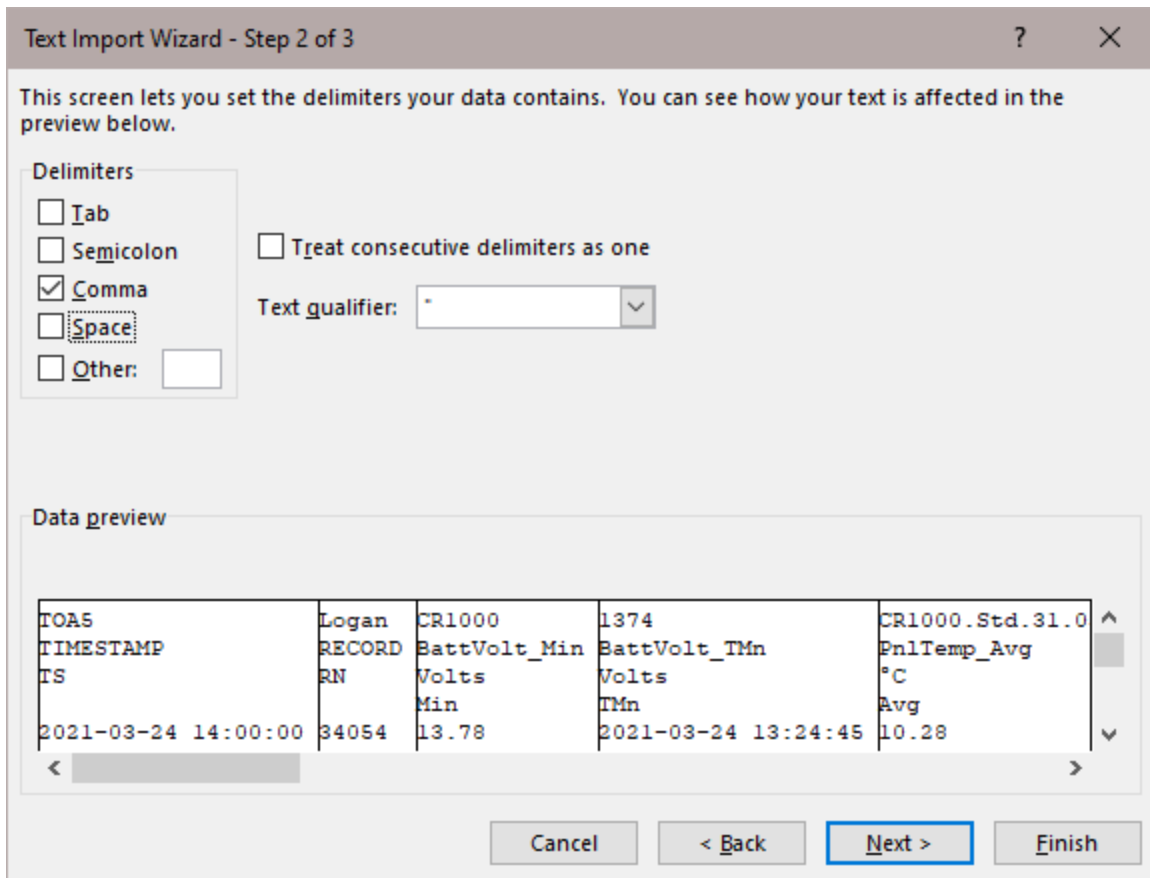 Text Import Wizard - Step 2 of 3 ?
This screen lets you set the delimiters your data contains. You can see how your text is affected in the
preview below.
Delimiters
Tab
Semicolon
Comma
Space
Other:
Treat consecutive delimiters as one
Text qualifier: "
Data preview
TOA5 Logan CR1000 1374 CR1000.Std.31.0
TIMESTAMP RECORD BattVolt_Min BattVolt_TMn PnlTemp_Avg
TS RN Volts Volts °C
Min TMn Avg
2021-03-24 14:00:00 34054 13.78 2021-03-24 13:24:45 10.28
Cancel < Back Next > Finish